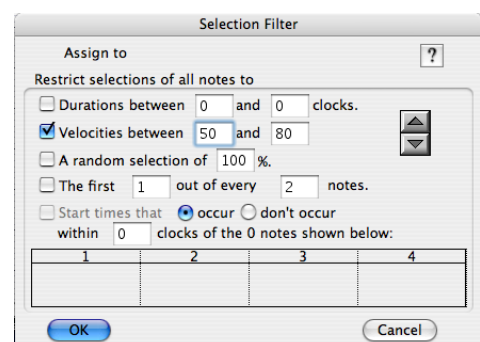 Selection Filter
Assign to ?
Restrict selections of all notes to
Durations between 0 and 0 clocks.
Velocities between 50 and 80
A random selection of 100 %.
The first 1 out of every 2 notes.
Start times that occur don't occur
within 0 clocks of the 0 notes shown below:
1 2 3 4
OK Cancel